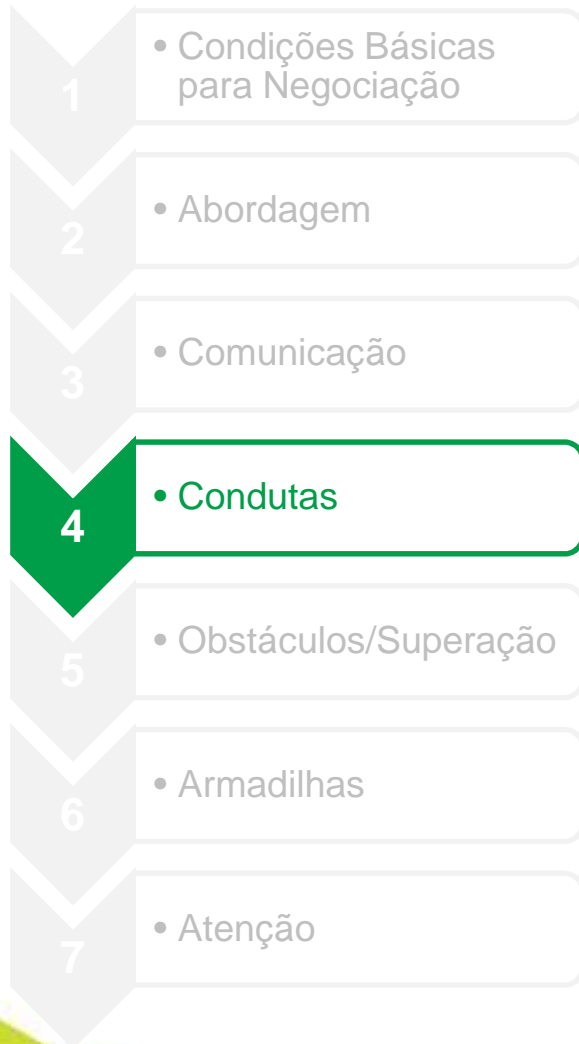 1
• Condições Básicas
para Negociação
2
• Abordagem
3
• Comunicação
4
• Condutas
5
• Obstáculos/Superação
6
• Armadilhas
7
• Atenção